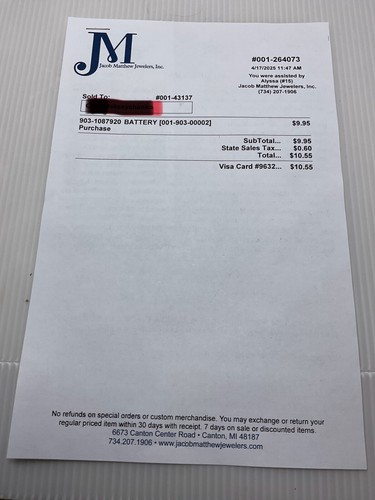 JM
Jacob Matthew Jewelers, Inc.
#001-264073
4/17/2025 11:47 AM
You were assisted by
Alyssa (#15)
Jacob Matthew Jewelers, Inc.
(734) 207-1906
Sold To: #001-43137
903-1087920 BATTERY [001-903-00002] $9.95
Purchase
SubTotal... $9.95
State Sales Tax... $0.60
Total... $10.55
Visa Card #9632... $10.55
No refunds on special orders or custom merchandise. You may exchange or return your
regular priced item within 30 days with receipt. 7 days on sale or discounted items.
6673 Canton Center Road • Canton, MI 48187
734.207.1906 • www.jacobmatthewjewelers.com